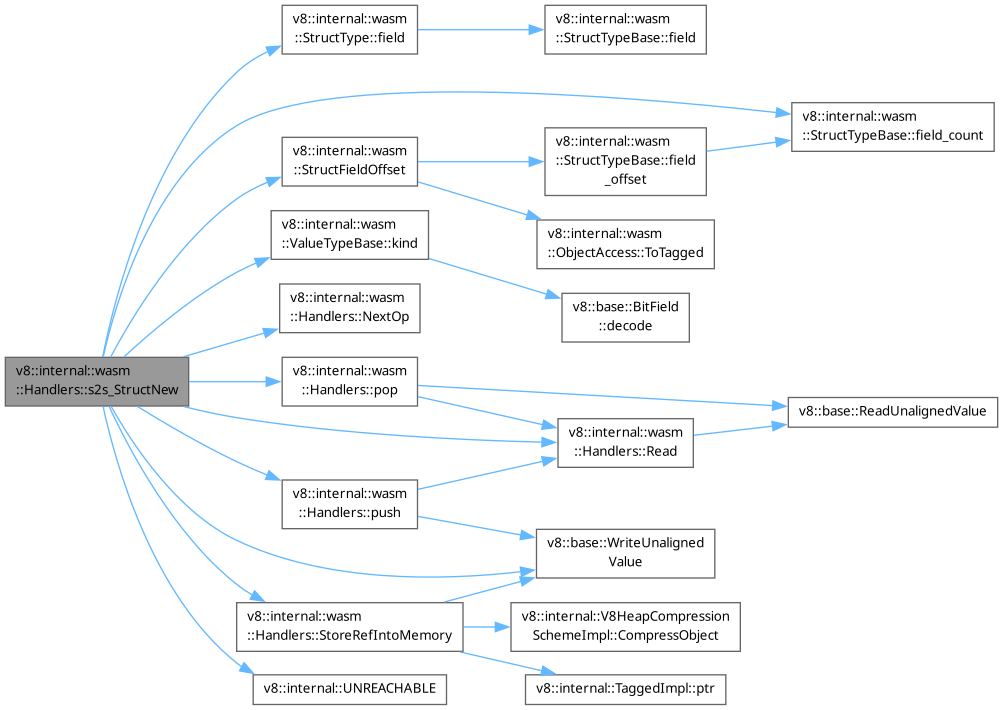 v8::internal::wasm
::StructType::field
v8::internal::wasm
::StructTypeBase::field
v8::internal::wasm
::StructTypeBase::field_count
v8::internal::wasm
::StructFieldOffset
v8::internal::wasm
::StructTypeBase::field
_offset
v8::internal::wasm
::ValueTypeBase::kind
v8::internal::wasm
::ObjectAccess::ToTagged
v8::internal::wasm
::Handlers::NextOp
v8::base::BitField
::decode
v8::internal::wasm
::Handlers::s2s_StructNew
v8::internal::wasm
::Handlers::pop
v8::base::ReadUnalignedValue
v8::internal::wasm
::Handlers::Read
v8::internal::wasm
::Handlers::push
v8::base::WriteUnaligned
Value
v8::internal::wasm
::Handlers::StoreRefIntoMemory
v8::internal::V8HeapCompression
SchemeImpl::CompressObject
v8::internal::UNREACHABLE
v8::internal::TaggedImpl::ptr